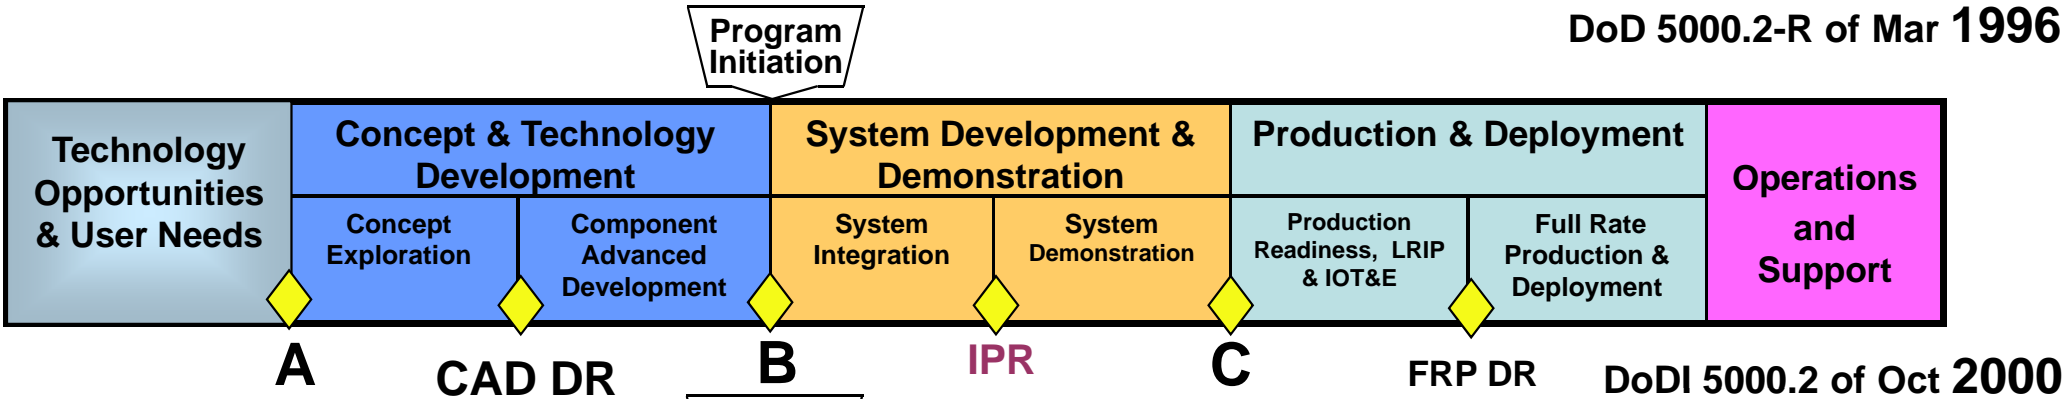 DoD 5000.2-R of Mar 1996
Program
Initiation
Technology
Opportunities
& User Needs
Concept & Technology
Development
Concept
Exploration
Component
Advanced
Development
System Development &
Demonstration
System
Integration
System
Demonstration
Production & Deployment
Production
Readiness, LRIP
& IOT&E
Full Rate
Production &
Deployment
Operations
and
Support
A
CAD DR
B
IPR
C
FRP DR
DoDI 5000.2 of Oct 2000